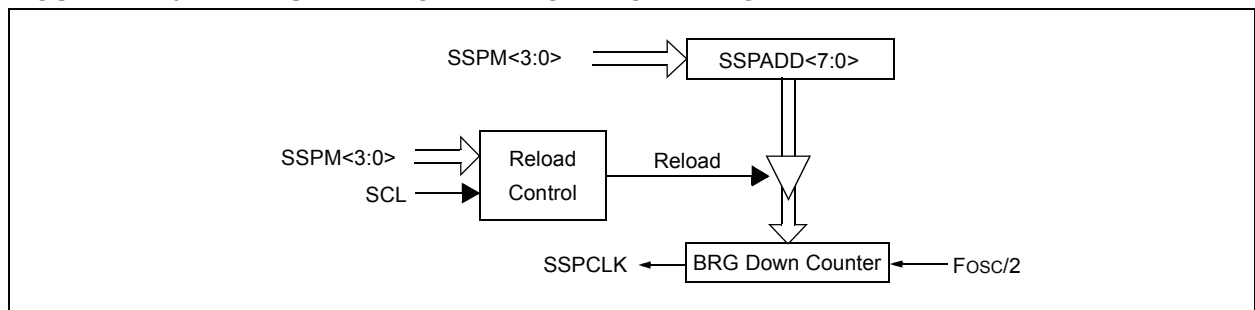 SSPM<3:0>
SSPADD<7:0>
SSPM<3:0>
Reload
Control
Reload
SCL
SSPCLK
BRG Down Counter
FOSC/2